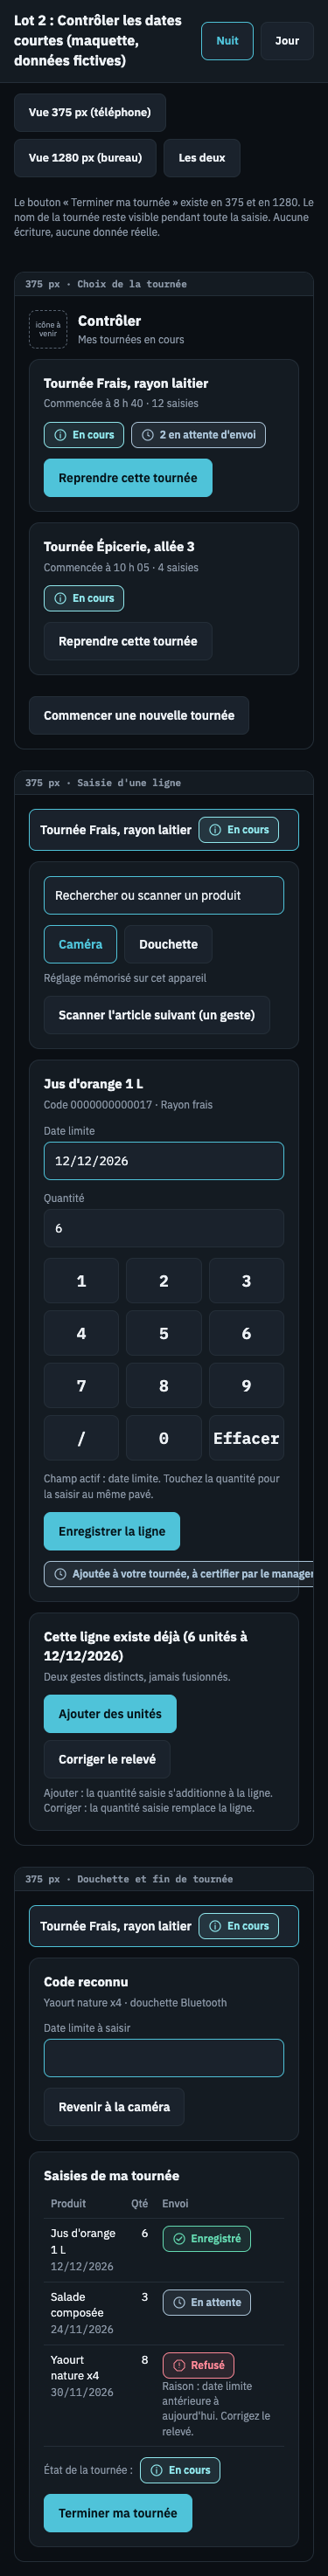 Lot 2 : Contrôler les dates
courtes (maquette,
données fictives)
Nuit
Jour
Vue 375 px (téléphone)
Vue 1280 px (bureau)
Les deux
Le bouton « Terminer ma tournée » existe en 375 et en 1280. Le
nom de la tournée reste visible pendant toute la saisie. Aucune
écriture, aucune donnée réelle.
375 px · Choix de la tournée
icône à
venir
Contrôler
Mes tournées en cours
Tournée Frais, rayon laitier
Commencée à 8 h 40 · 12 saisies
En cours
2 en attente d'envoi
Reprendre cette tournée
Tournée Épicerie, allée 3
Commencée à 10 h 05 · 4 saisies
En cours
Reprendre cette tournée
Commencer une nouvelle tournée
375 px · Saisie d'une ligne
Tournée Frais, rayon laitier
En cours
Rechercher ou scanner un produit
Caméra
Douchette
Réglage mémorisé sur cet appareil
Scanner l'article suivant (un geste)
Jus d'orange 1 L
Code 0000000000017 · Rayon frais
Date limite
12/12/2026
Quantité
6
1
2
3
4
5
6
7
8
9
/
0
Effacer
Champ actif : date limite. Touchez la quantité pour
la saisir au même pavé.
Enregistrer la ligne
Ajoutée à votre tournée, à certifier par le manager
Cette ligne existe déjà (6 unités à
12/12/2026)
Deux gestes distincts, jamais fusionnés.
Ajouter des unités
Corriger le relevé
Ajouter : la quantité saisie s'additionne à la ligne.
Corriger : la quantité saisie remplace la ligne.
375 px · Douchette et fin de tournée
Tournée Frais, rayon laitier
En cours
Code reconnu
Yaourt nature x4 · douchette Bluetooth
Date limite à saisir
Revenir à la caméra
Saisies de ma tournée
Produit
Qté
Envoi
Jus d'orange
1 L
12/12/2026
6
Enregistré
Salade
composée
24/11/2026
3
En attente
Yaourt
nature x4
30/11/2026
8
Refusé
Raison : date limite
antérieure à
aujourd'hui. Corrigez le
relevé.
État de la tournée :
En cours
Terminer ma tournée